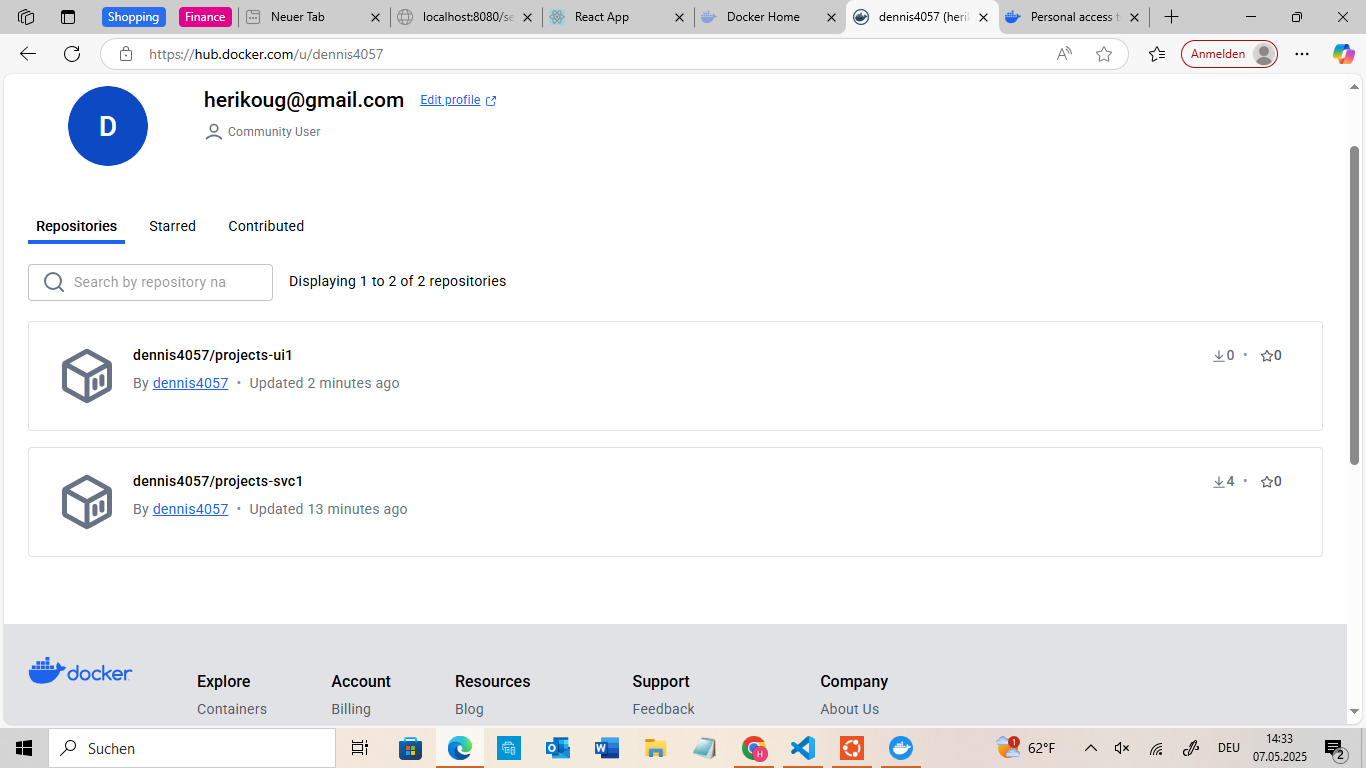 Shopping
Finance
Neuer Tab
localhost:8080/se
React App
Docker Home
dennis4057 (heri
Personal access t
https://hub.docker.com/u/dennis4057
Anmelden
D
herikoug@gmail.com
Edit profile
Community User
Repositories
Starred
Contributed
Search by repository na
Displaying 1 to 2 of 2 repositories
dennis4057/projects-ui1
0 • 0
By dennis4057 • Updated 2 minutes ago
dennis4057/projects-svc1
4 • 0
By dennis4057 • Updated 13 minutes ago
docker
Explore
Account
Resources
Support
Company
Containers
Billing
Blog
Feedback
About Us
Suchen
1
62°F
DEU
14:33
07.05.2025
2